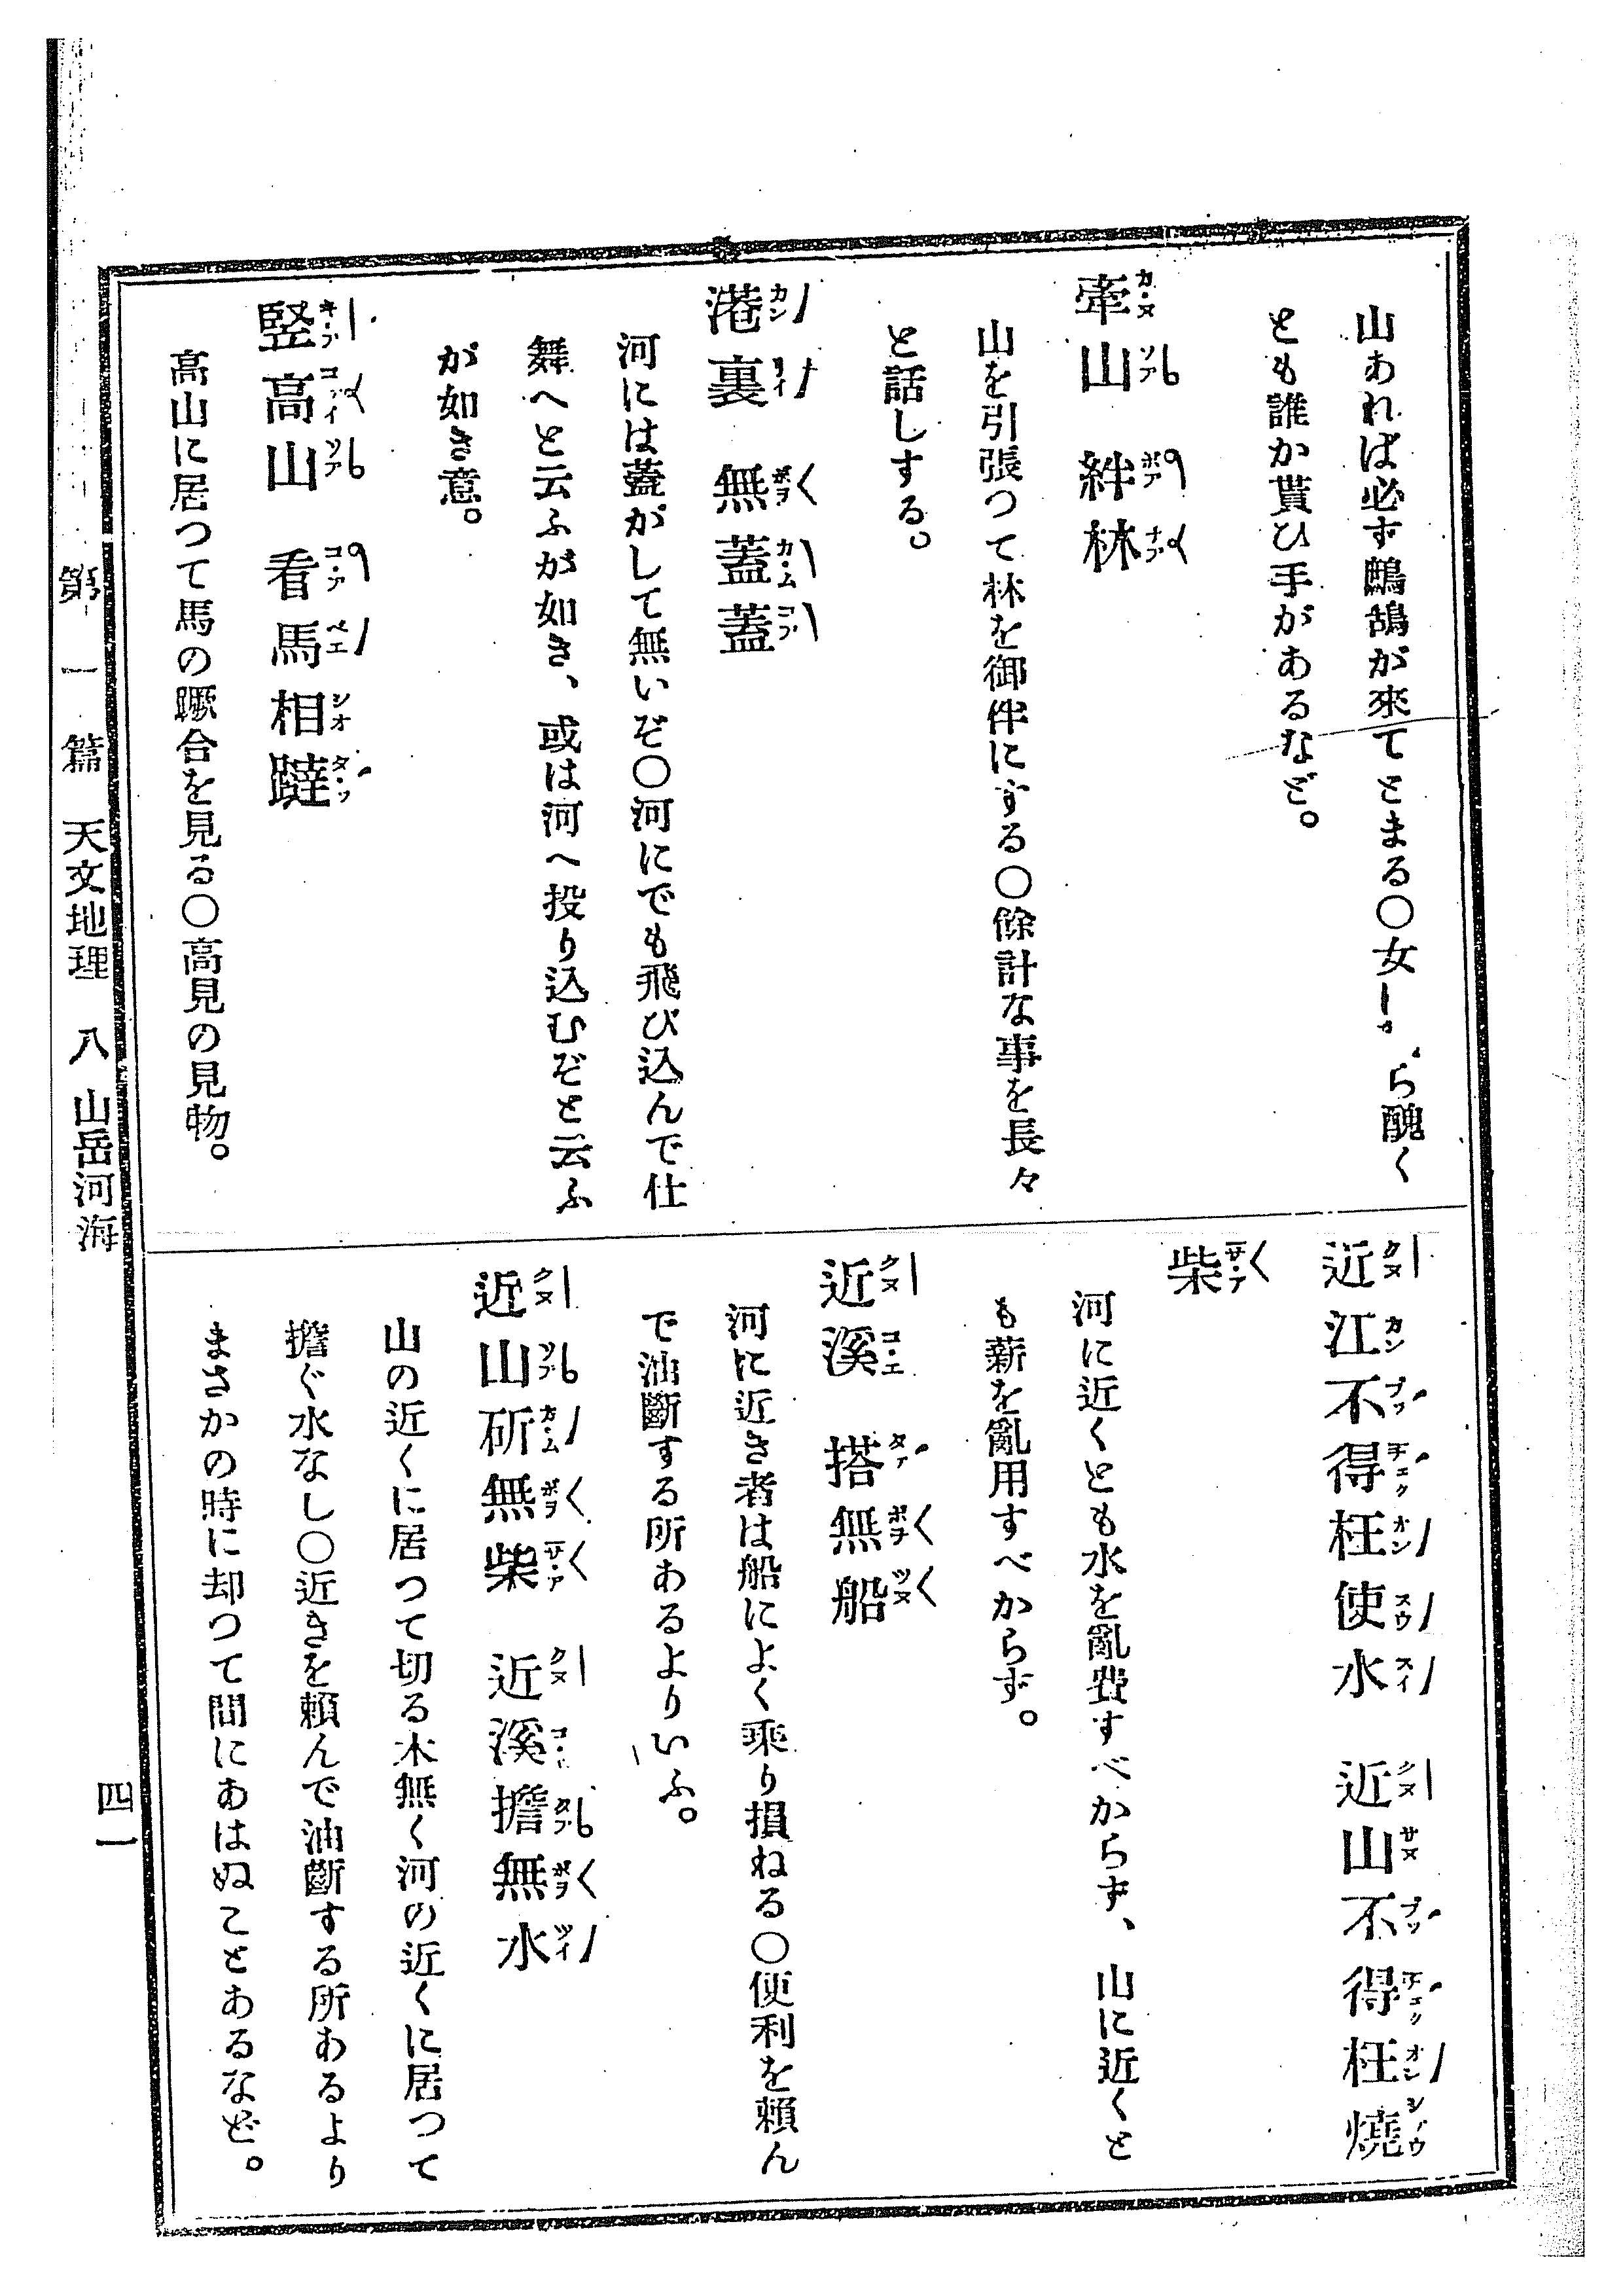 山あれば必ず鷓鴣が來てとまる〇女 ら醜く
とも誰か貰ひ手があるなど。
牽山 絆林
山を引張つて林を御伴にする〇餘計な事を長々
と話しする。
港裏 無蓋蓋
河には蓋がして無いぞ〇河にでも飛び込んで仕
舞へと云ふが如き、或は河へ投り込むぞと云ふ
が如き意。
竪高山 看馬相躂
高山に居つて馬の蹶合を見る〇高見の見物。
近江不得枉使水 近山不得枉燒
柴
河に近くとも水を亂費すべからず、山に近くと
も薪を亂用すべからず。
近溪 搭無船
河に近き者は船によく乘り損ねる〇便利を賴ん
で油斷する所あるよりいふ。
近山斫無柴 近溪擔無水
山の近くに居つて切る木無く河の近くに居つて
擔ぐ水なし〇近きを賴んで油斷する所あるより
まさかの時に却つて間にあはぬことあるなど。
第一篇 天文地理 八 山岳河海
四一